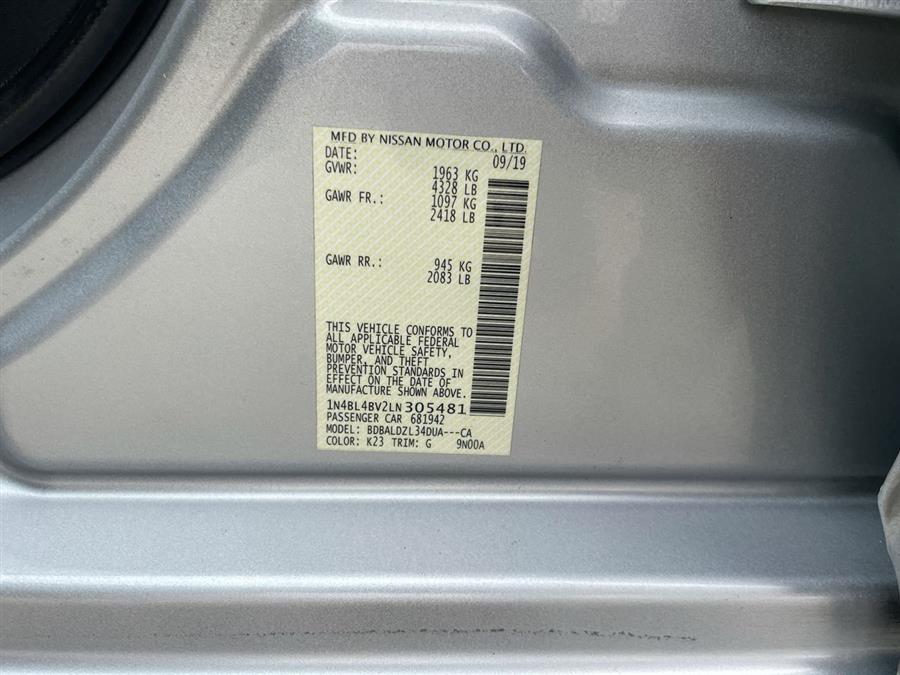 MFD BY NISSAN MOTOR CO., LTD.
DATE: 09/19
GVWR: 1963 KG
4328 LB
GAWR FR.: 1097 KG
2418 LB
GAWR RR.: 945 KG
2083 LB
THIS VEHICLE CONFORMS TO
ALL APPLICABLE FEDERAL
MOTOR VEHICLE SAFETY,
BUMPER, AND THEFT
PREVENTION STANDARDS IN
EFFECT ON THE DATE OF
MANUFACTURE SHOWN ABOVE.
1N4BL4BV2LN305481
PASSENGER CAR 681942
MODEL: BDBALDZL34DUA---CA
COLOR: K23 TRIM: G 9N00A